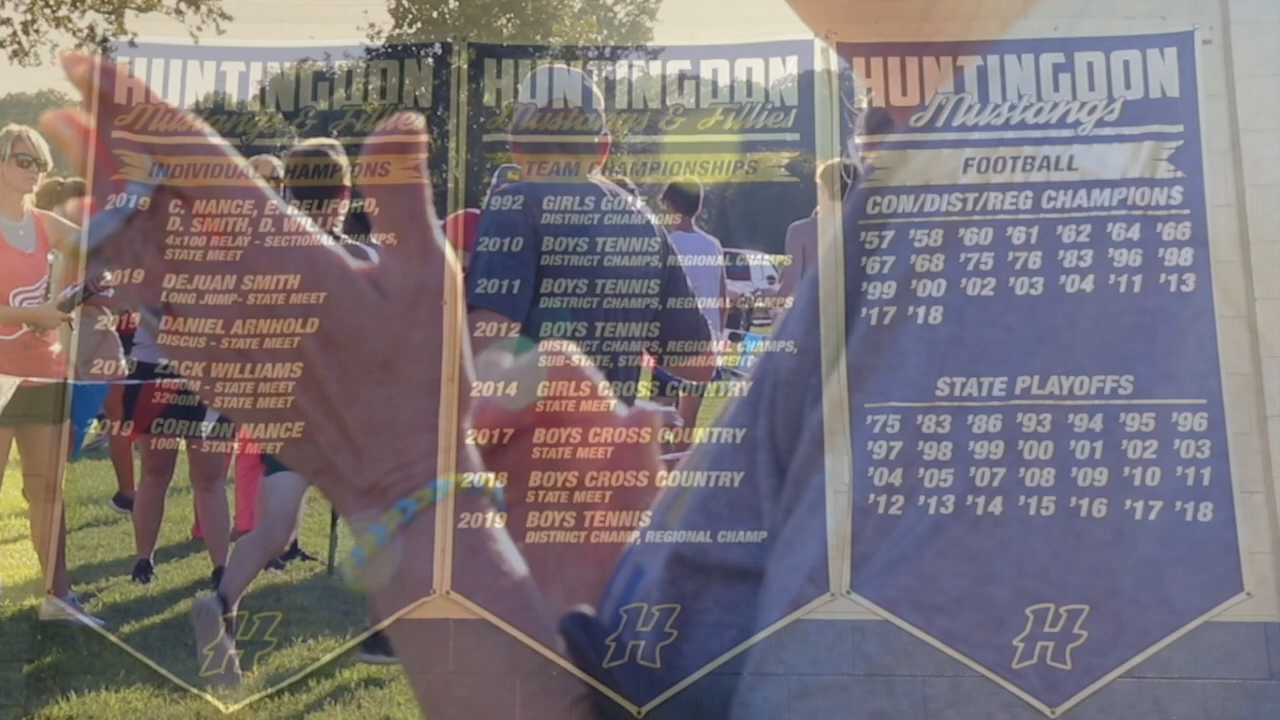 HUNTINGDON
Mustangs & Fillies
INDIVIDUAL CHAMPIONS
2019 C. NANCE, E. RELIFORD,
D. SMITH, D. WILLIS
4x100 RELAY - SECTIONAL CHAMPS,
STATE MEET
2019 DEJUAN SMITH
LONG JUMP- STATE MEET
2019 DANIEL ARNHOLD
DISCUS - STATE MEET
2019 ZACK WILLIAMS
1600M - STATE MEET
3200M - STATE MEET
2019 CORIEON NANCE
100M - STATE MEET
H
HUNTINGDON
Mustangs & Fillies
TEAM CHAMPIONSHIPS
1992 GIRLS GOLF
DISTRICT CHAMPIONS
2010 BOYS TENNIS
DISTRICT CHAMPS, REGIONAL CHAMPS
2011 BOYS TENNIS
DISTRICT CHAMPS, REGIONAL CHAMPS
2012 BOYS TENNIS
DISTRICT CHAMPS, REGIONAL CHAMPS,
SUB-STATE, STATE TOURNAMENT
2014 GIRLS CROSS COUNTRY
STATE MEET
2017 BOYS CROSS COUNTRY
STATE MEET
2018 BOYS CROSS COUNTRY
STATE MEET
2019 BOYS TENNIS
DISTRICT CHAMP, REGIONAL CHAMP
H
HUNTINGDON
Mustangs
FOOTBALL
CON/DIST/REG CHAMPIONS
'57 '58 '60 '61 '62 '64 '66
'67 '68 '75 '76 '83 '96 '98
'99 '00 '02 '03 '04 '11 '13
'17 '18
STATE PLAYOFFS
'75 '83 '86 '93 '94 '95 '96
'97 '98 '99 '00 '01 '02 '03
'04 '05 '07 '08 '09 '10 '11
'12 '13 '14 '15 '16 '17 '18
H